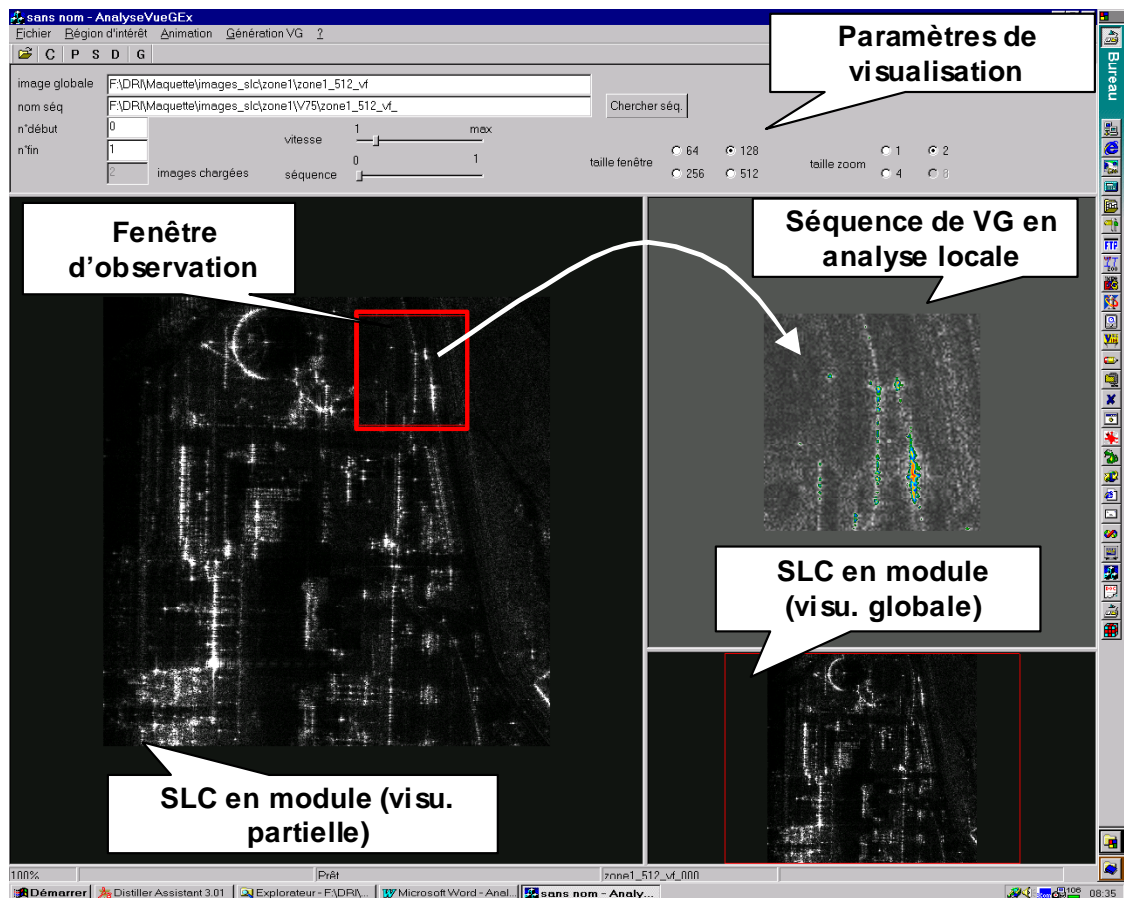 sans nom - AnalyseVueGEx
Fichier Région d'intérêt Animation Génération VG ?
C P S D G
image globale F:\DRI\Maquette\images_slc\zone1\zone1_512_vf
nom séq F:\DRI\Maquette\images_slc\zone1\V75\zone1_512_vf_ Chercher séq.
n°début 0
n°fin 1
2 images chargées
vitesse 1 max
séquence 0 1
taille fenêtre 64 128
256 512
taille zoom 1 2
4 8
Paramètres de
visualisation
Bureau
FTP
Fenêtre
d'observation
Séquence de VG en
analyse locale
SLC en module
(visu. globale)
SLC en module (visu.
partielle)
100% Prêt zone1_512_vf_000
Démarrer Distiller Assistant 3.01 Explorateur - F:\DRI\... Microsoft Word - Anal... sans nom - Analy... 106 08:35